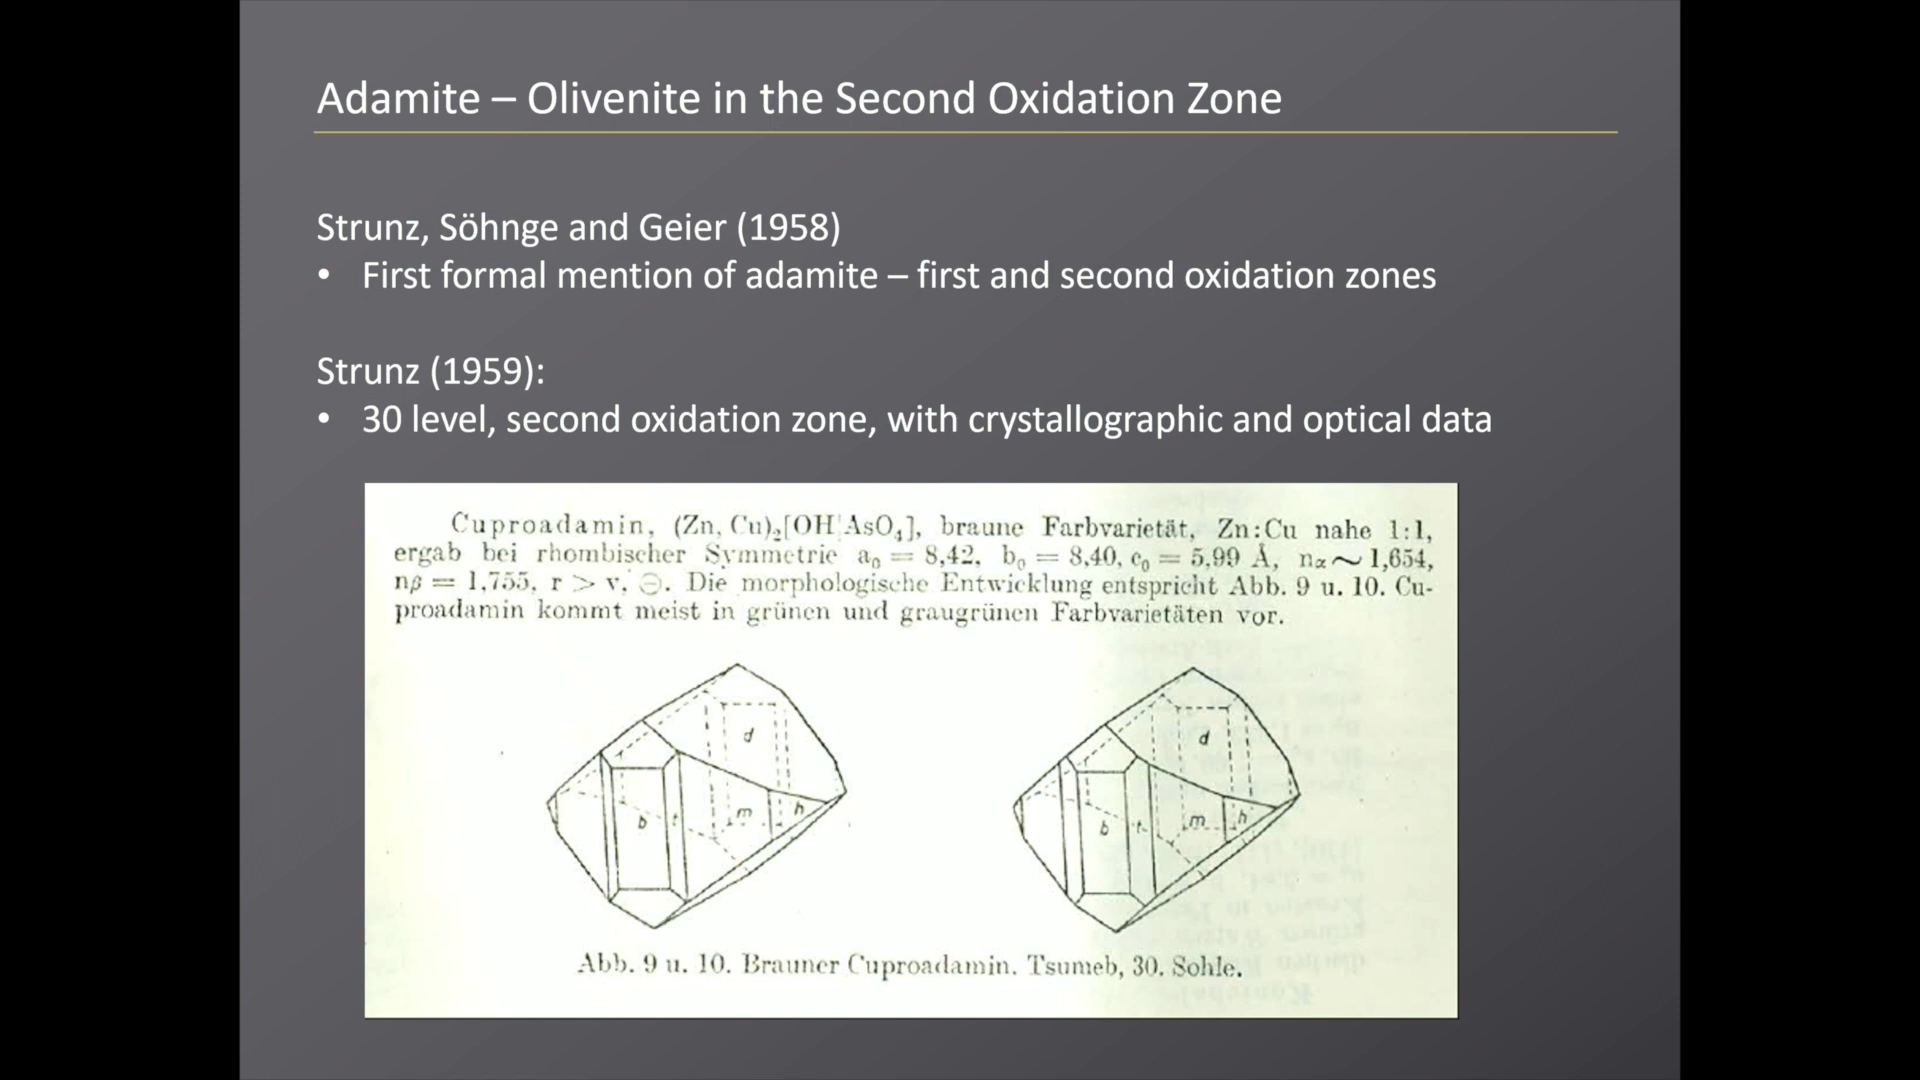 Adamite – Olivenite in the Second Oxidation Zone
Strunz, Söhnge and Geier (1958)
• First formal mention of adamite – first and second oxidation zones
Strunz (1959):
• 30 level, second oxidation zone, with crystallographic and optical data
Cuproadamin, (Zn, Cu)₂[OH|AsO₄], braune Farbvarietät, Zn:Cu nahe 1:1,
ergab bei rhombischer Symmetrie a₀ = 8,42, b₀ = 8,40, c₀ = 5,99 Å, nα ~ 1,654,
nβ = 1,755, r > v, ⊖. Die morphologische Entwicklung entspricht Abb. 9 u. 10. Cu-
proadamin kommt meist in grünen und graugrünen Farbvarietäten vor.
d
b t m h
d
b t m h
Abb. 9 u. 10. Brauner Cuproadamin. Tsumeb, 30. Sohle.